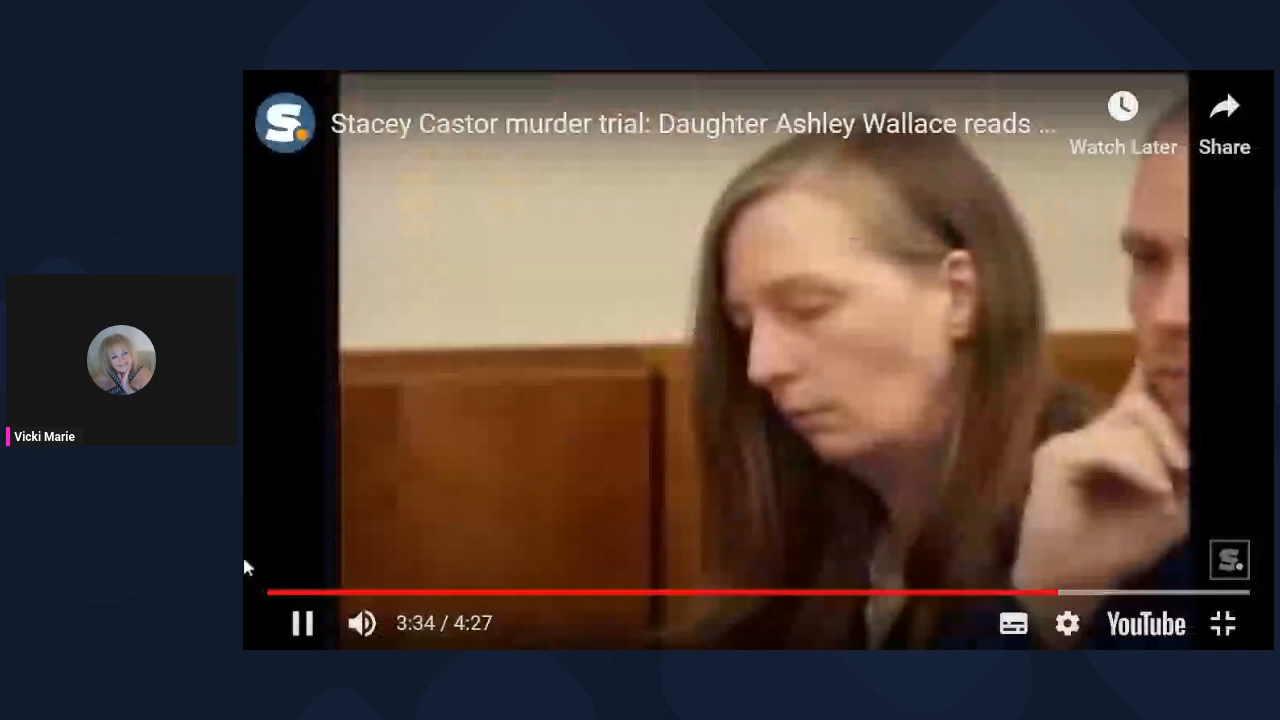 S.
Stacey Castor murder trial: Daughter Ashley Wallace reads ...
Watch Later
Share
Vicki Marie
S.
3:34 / 4:27
YouTube